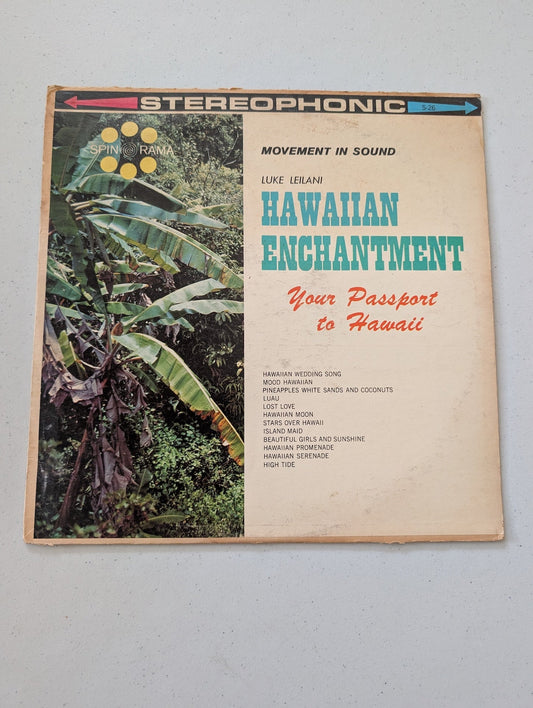 STEREOPHONIC
S-26
SPIN O RAMA
MOVEMENT IN SOUND
LUKE LEILANI
HAWAIIAN
ENCHANTMENT
Your Passport
to Hawaii
HAWAIIAN WEDDING SONG
MOOD HAWAIIAN
PINEAPPLES WHITE SANDS AND COCONUTS
LUAU
LOST LOVE
HAWAIIAN MOON
STARS OVER HAWAII
ISLAND MAID
BEAUTIFUL GIRLS AND SUNSHINE
HAWAIIAN PROMENADE
HAWAIIAN SERENADE
HIGH TIDE